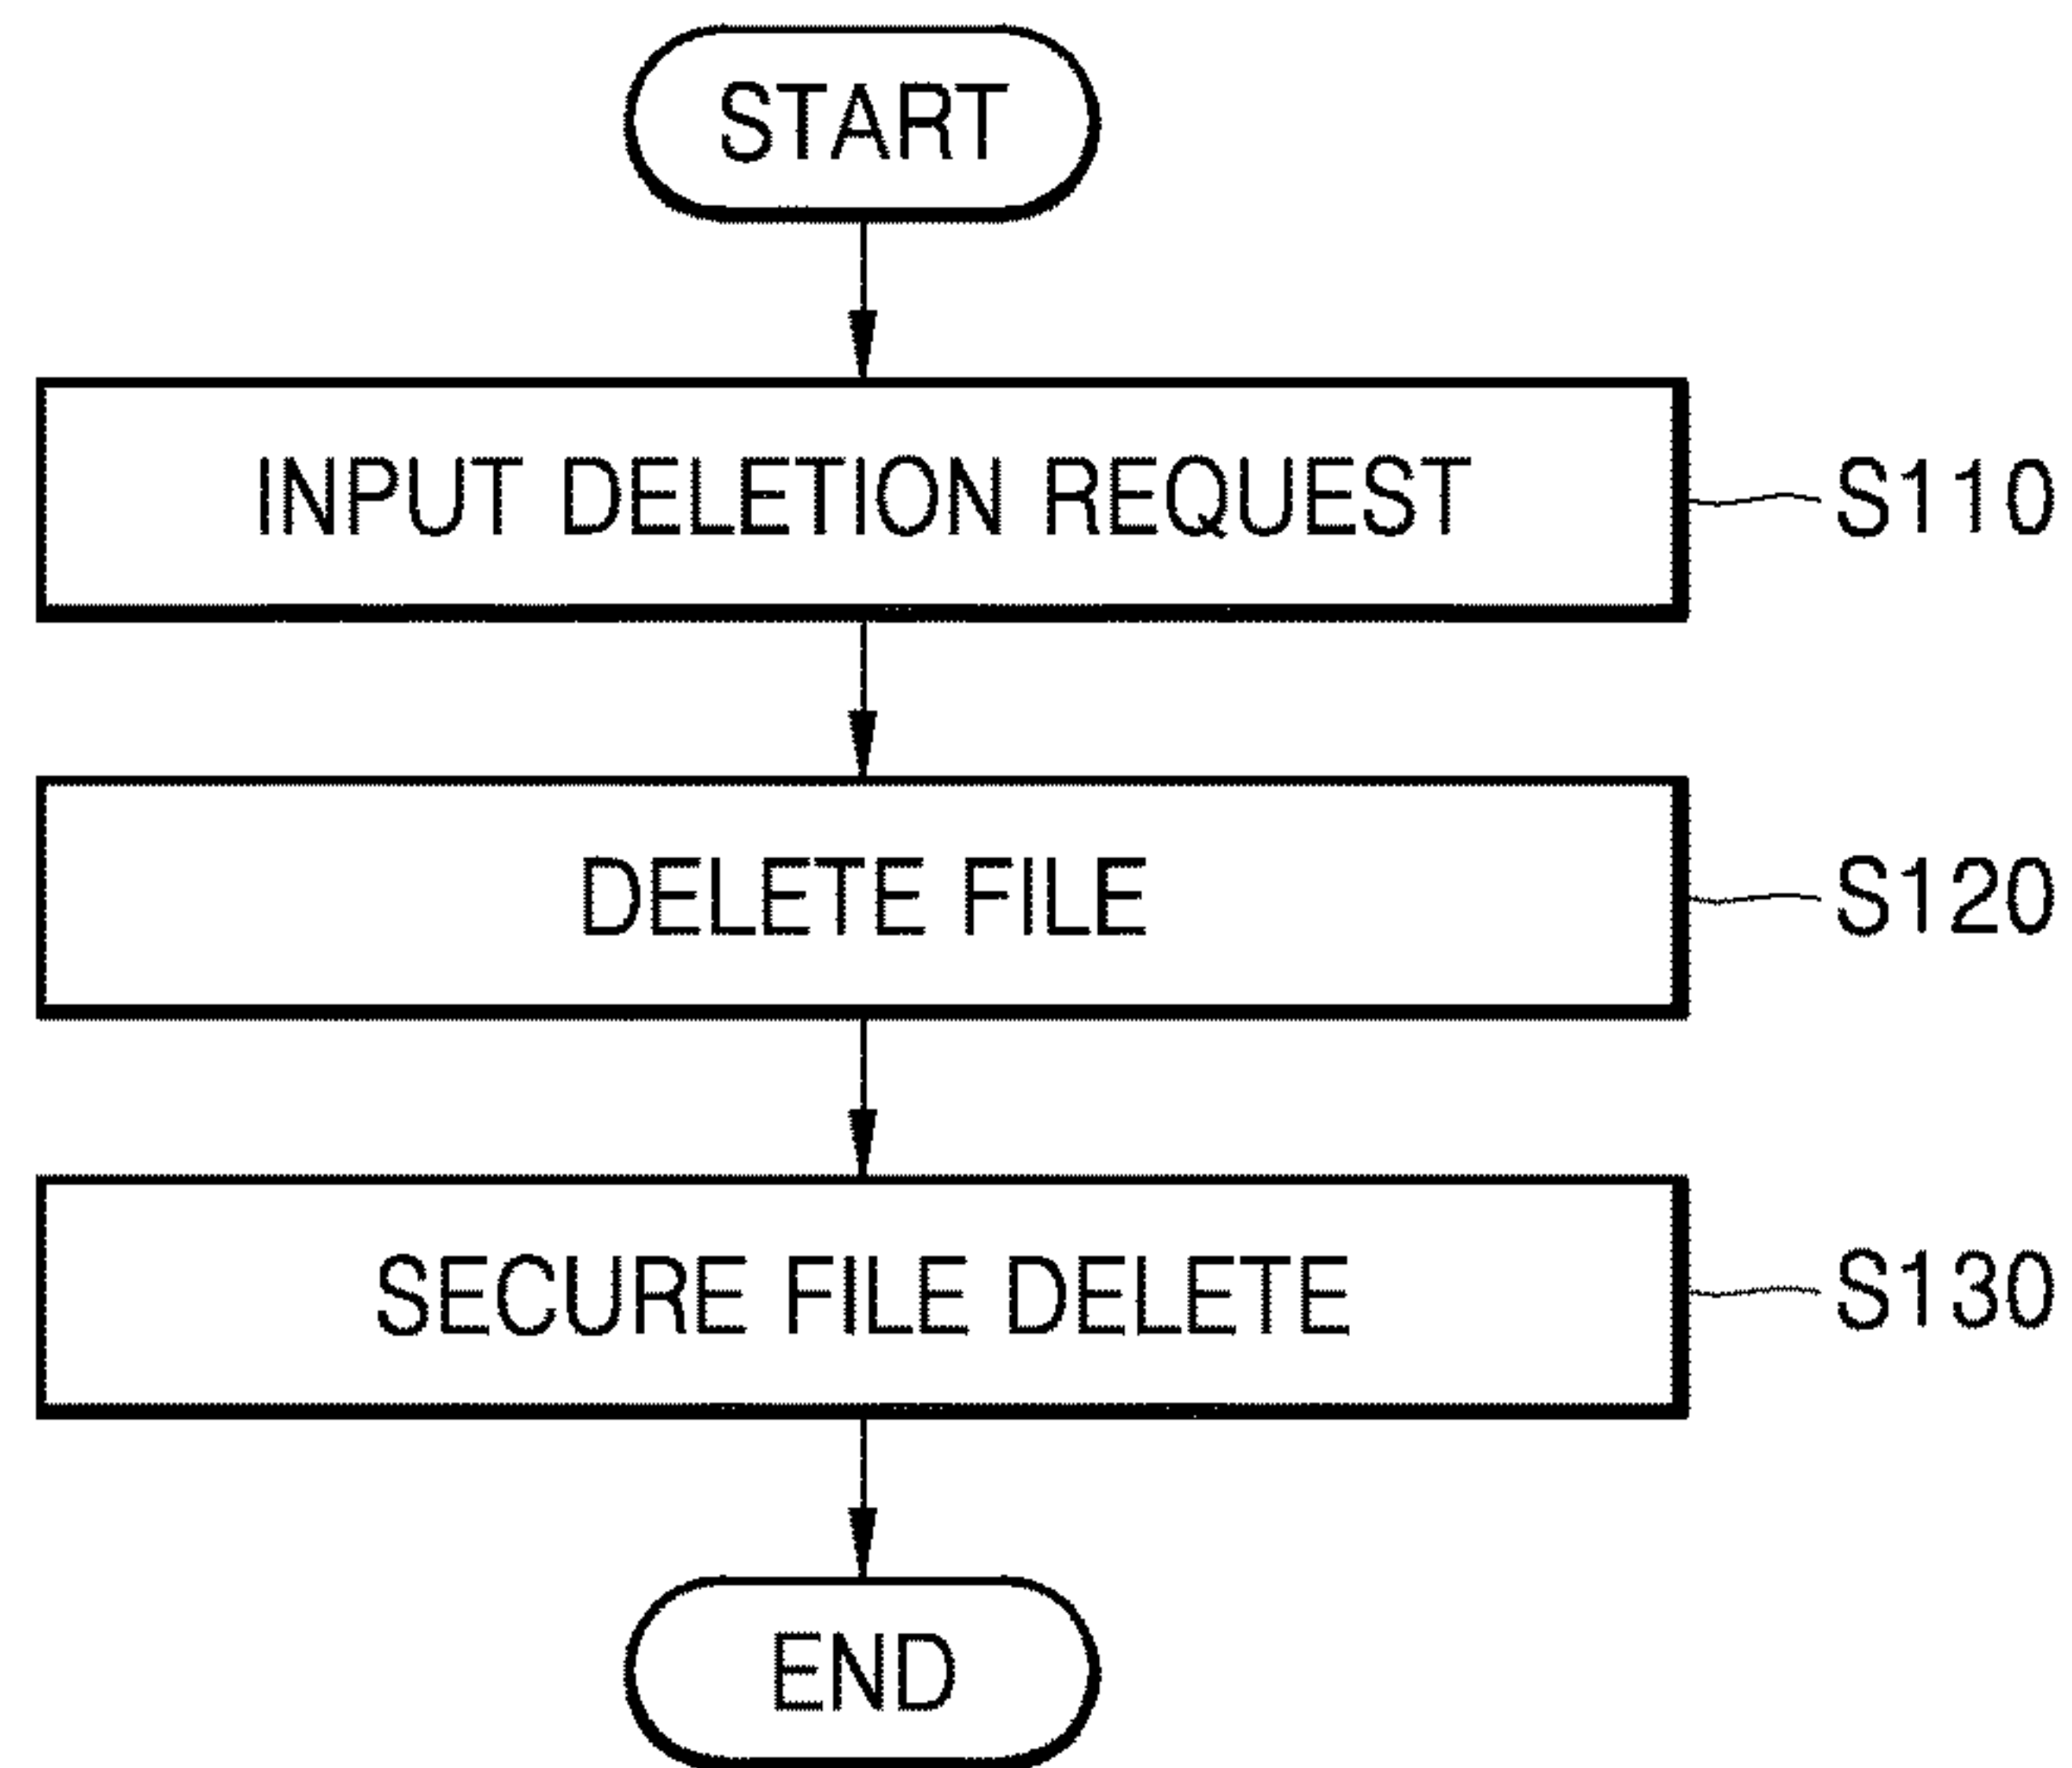 START
INPUT DELETION REQUEST
S110
DELETE FILE
S120
SECURE FILE DELETE
S130
END